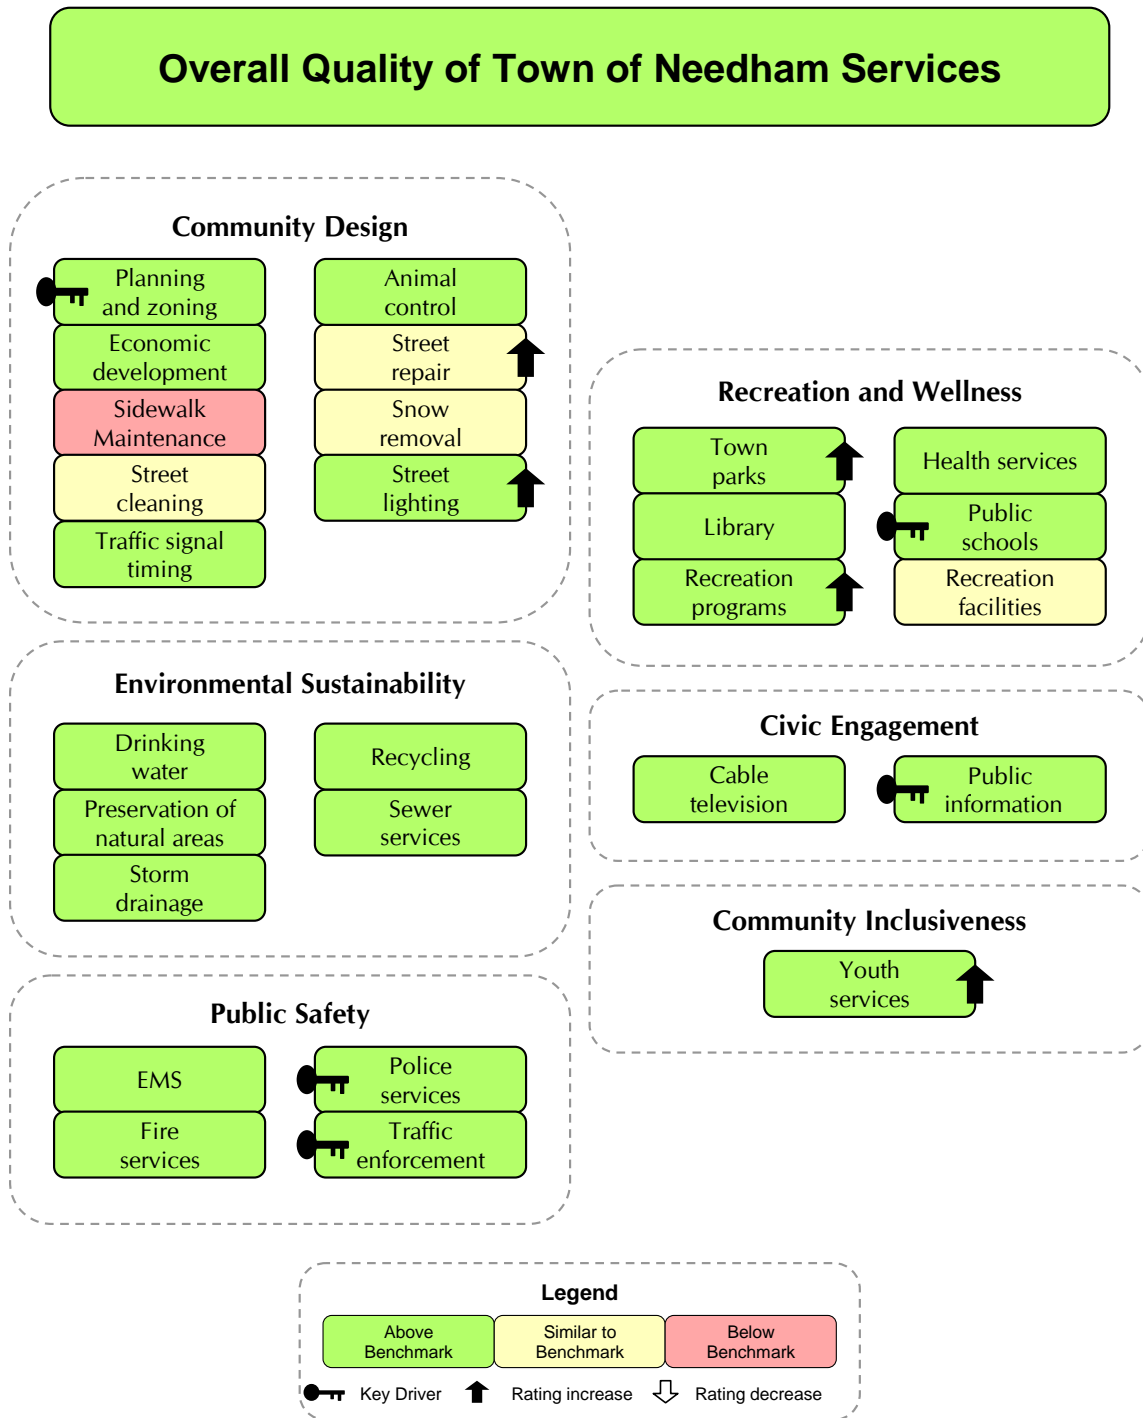 Overall Quality of Town of Needham Services
Community Design
Planning
and zoning
Economic
development
Sidewalk
Maintenance
Street
cleaning
Traffic signal
timing
Animal
control
Street
repair
Snow
removal
Street
lighting
Environmental Sustainability
Drinking
water
Preservation of
natural areas
Storm
drainage
Recycling
Sewer
services
Public Safety
EMS
Fire
services
Police
services
Traffic
enforcement
Recreation and Wellness
Town
parks
Library
Recreation
programs
Health services
Public
schools
Recreation
facilities
Civic Engagement
Cable
television
Public
information
Community Inclusiveness
Youth
services
Legend
Above
Benchmark
Similar to
Benchmark
Below
Benchmark
Key Driver
Rating increase
Rating decrease